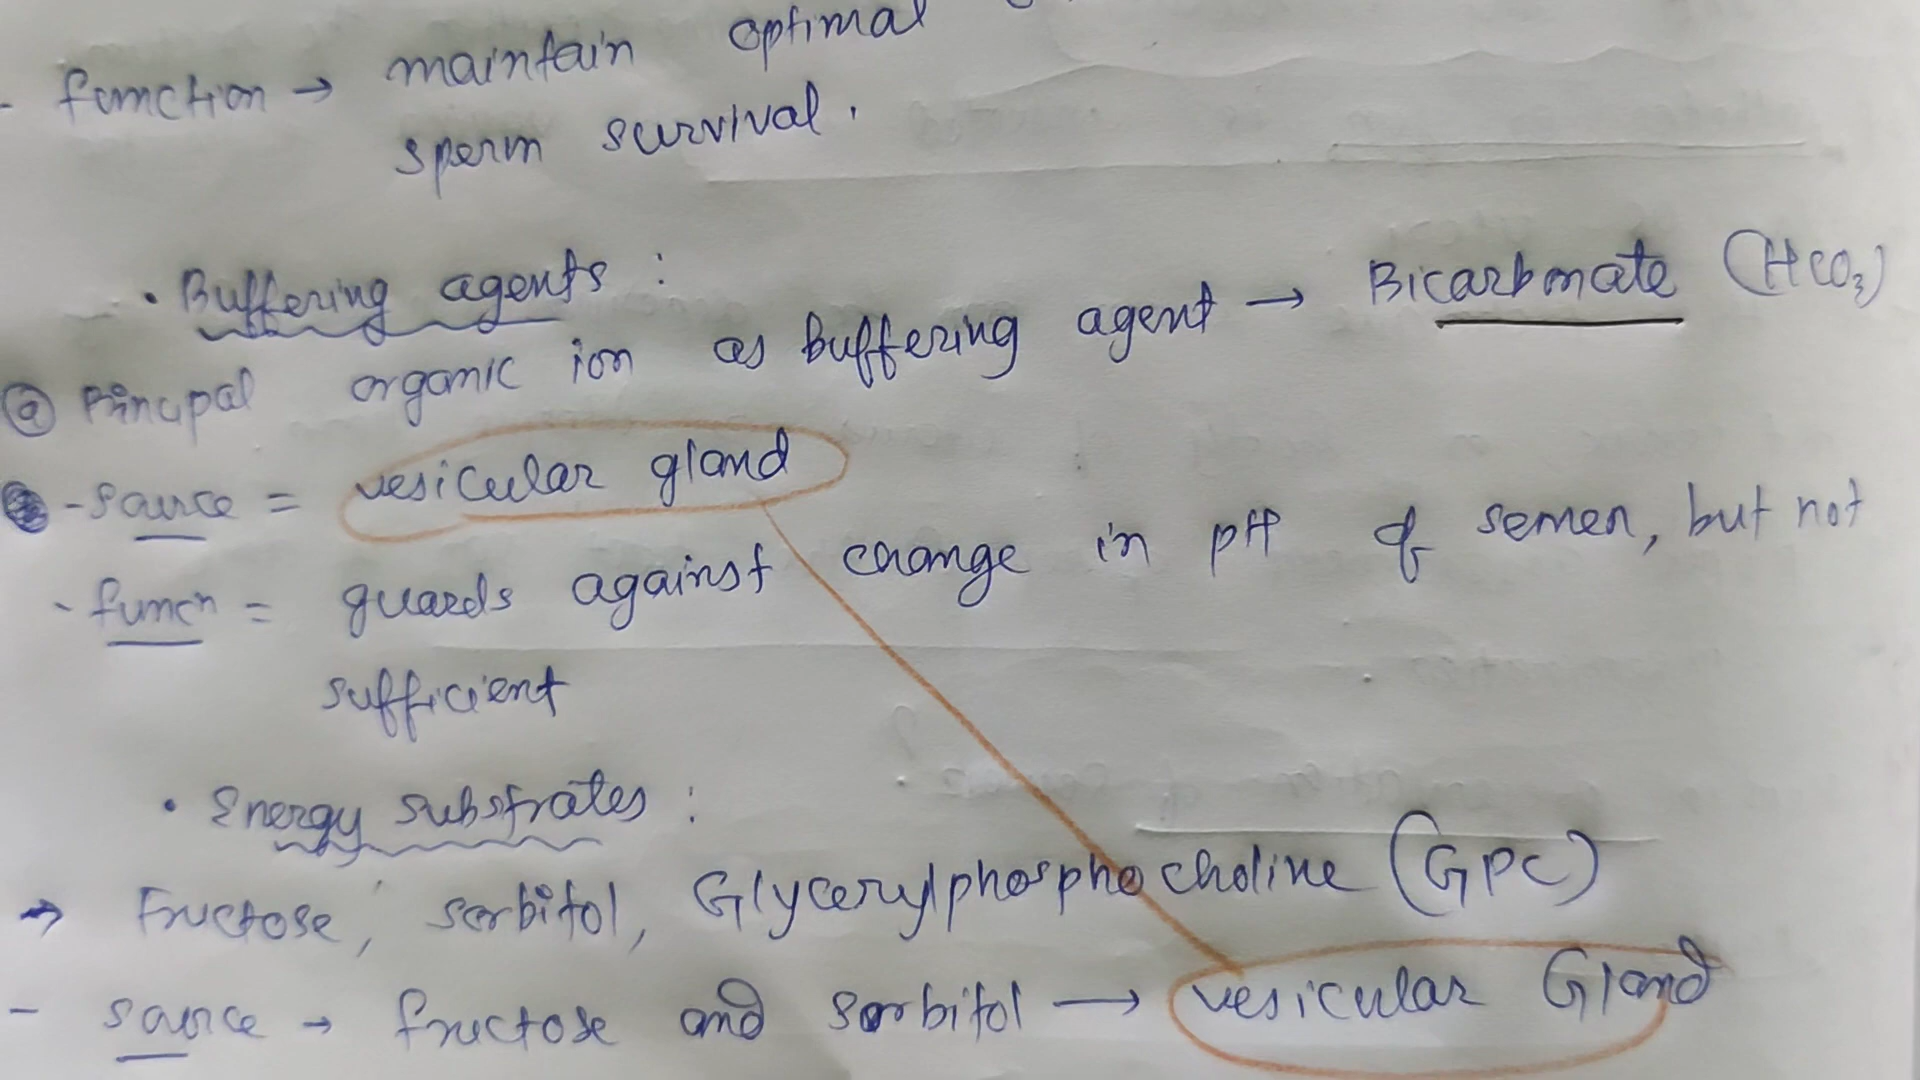 - function → maintain optimal
sperm survival.
• Buffering agents :
ⓐ Principal organic ion as buffering agent → Bicarbonate (HCO₃)
- source = vesicular gland
- funcⁿ = guards against change in pH of semen, but not
sufficient
• Energy substrates :
→ Fructose, sorbitol, Glycerylphosphocholine (GPC)
- source → fructose and sorbitol → vesicular Gland